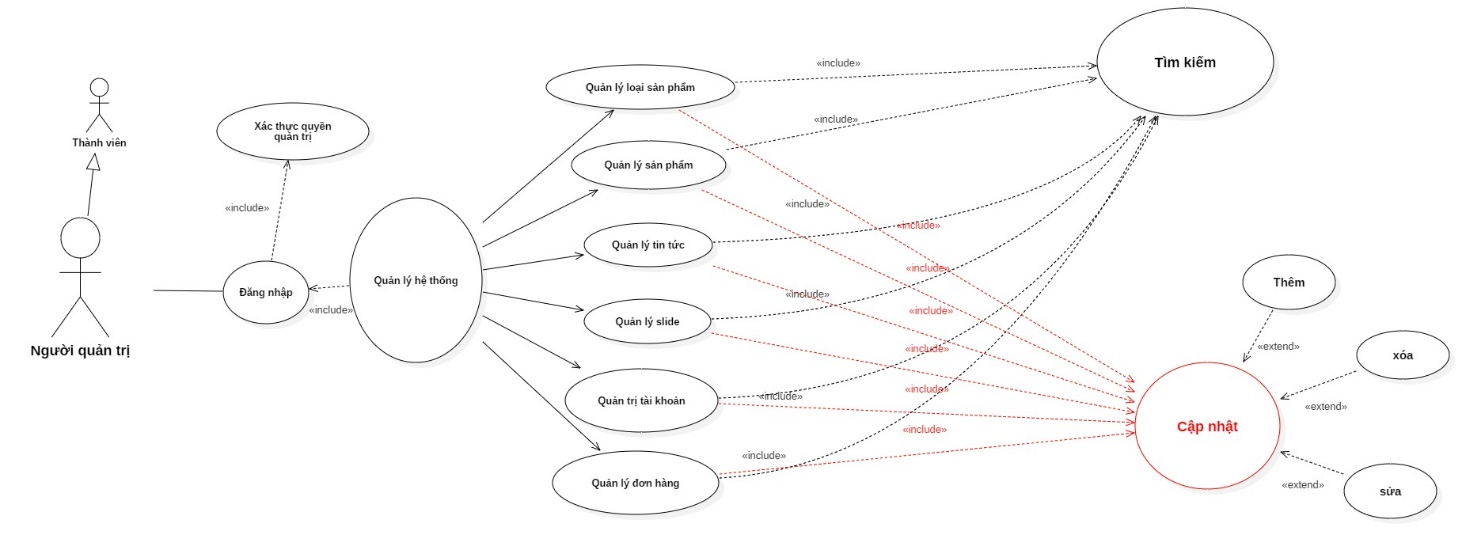 Thành viên
Người quản trị
Xác thực quyền
quản trị
«include»
Đăng nhập
«include»
Quản lý hệ thống
Quản lý loại sản phẩm
Quản lý sản phẩm
Quản lý tin tức
Quản lý slide
Quản trị tài khoản
Quản lý đơn hàng
«include»
«include»
«include»
«include»
«include»
«include»
«include»
«include»
«include»
«include»
«include»
«include»
Tìm kiếm
Cập nhật
Thêm
«extend»
xóa
«extend»
sửa
«extend»